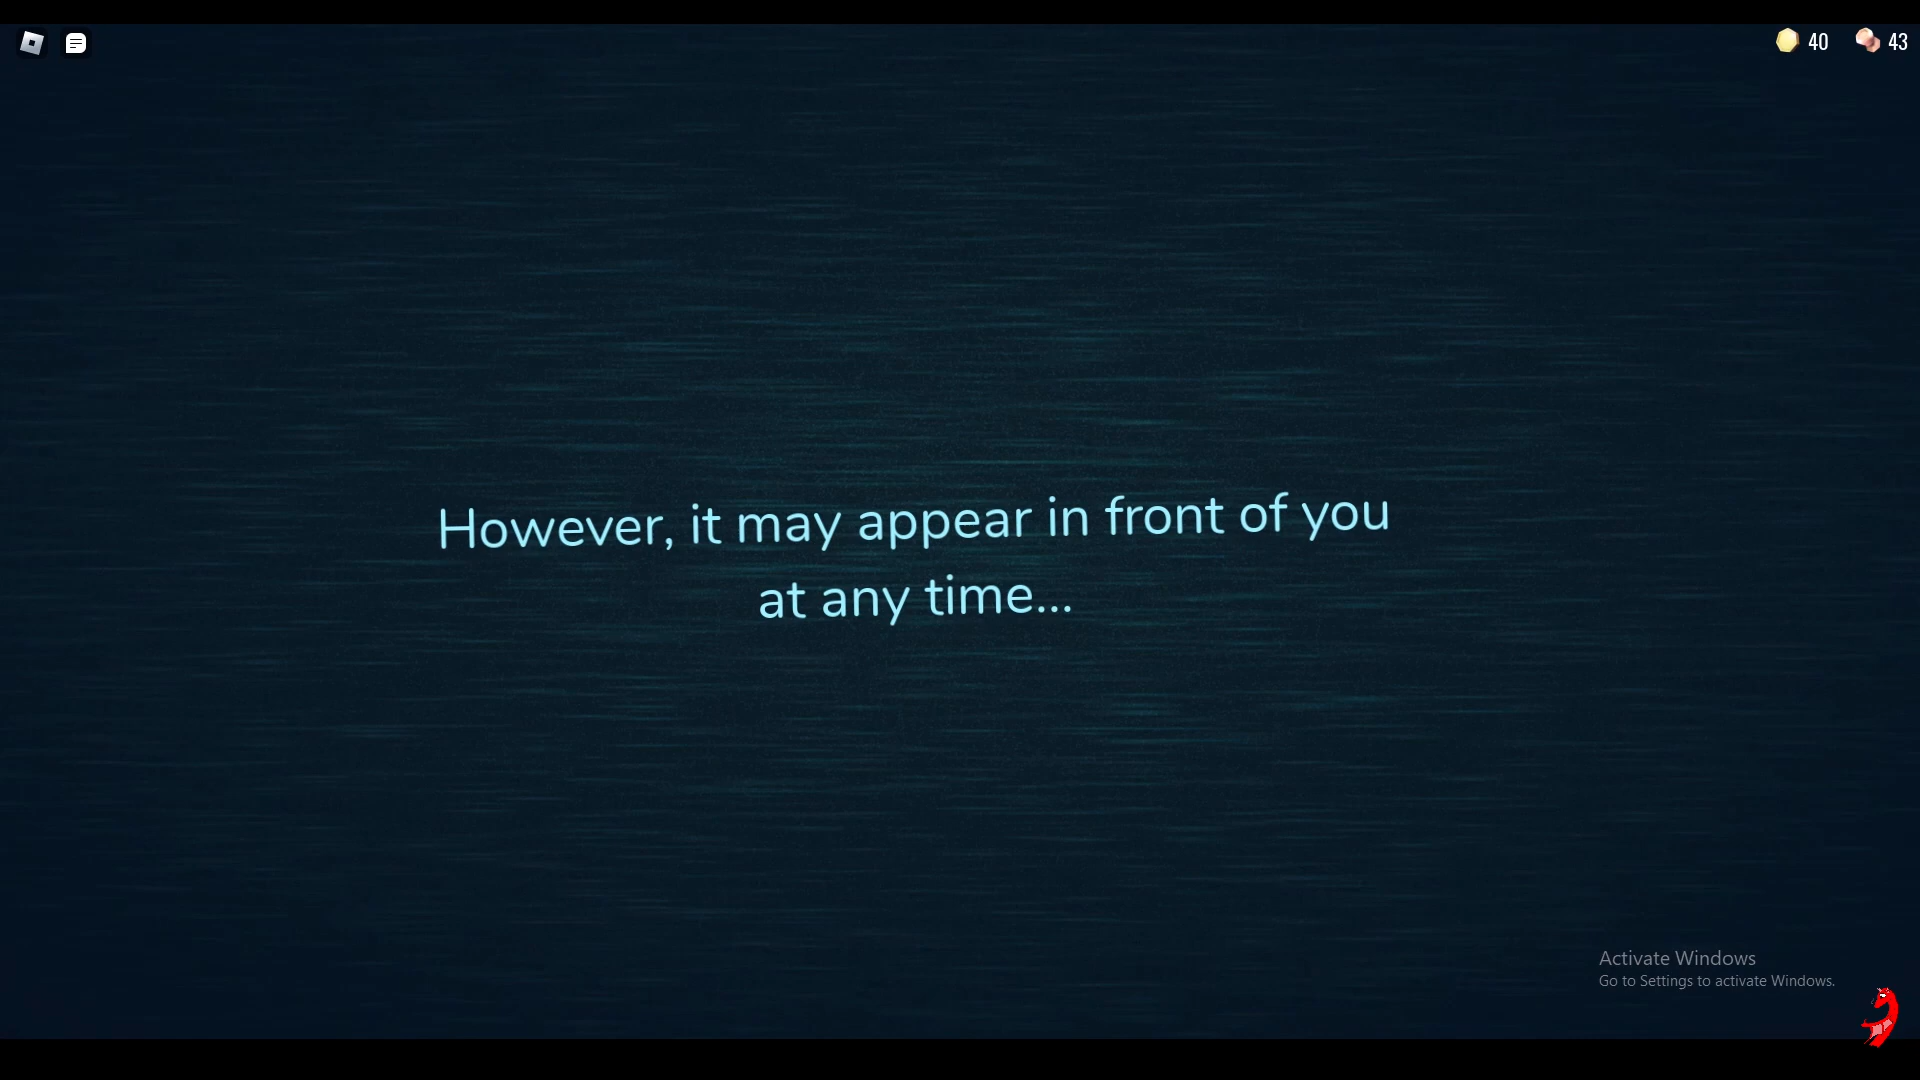 40 43
However, it may appear in front of you
at any time...
Activate Windows
Go to Settings to activate Windows.